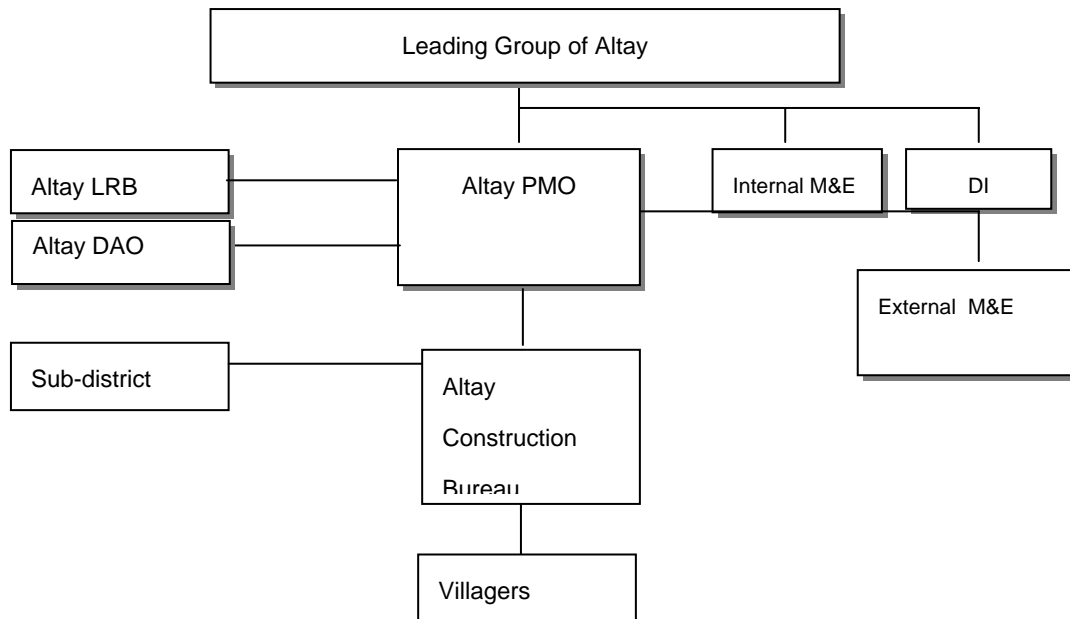 Leading Group of Altay
Altay LRB
Altay PMO
Internal M&E
DI
Altay DAO
External M&E
Sub-district
Altay
Construction
Bureau
Villagers